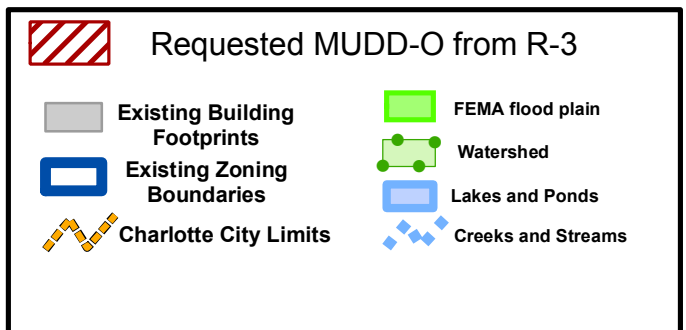 Requested MUDD-O from R-3
Existing Building
Footprints
Existing Zoning
Boundaries
Charlotte City Limits
FEMA flood plain
Watershed
Lakes and Ponds
Creeks and Streams